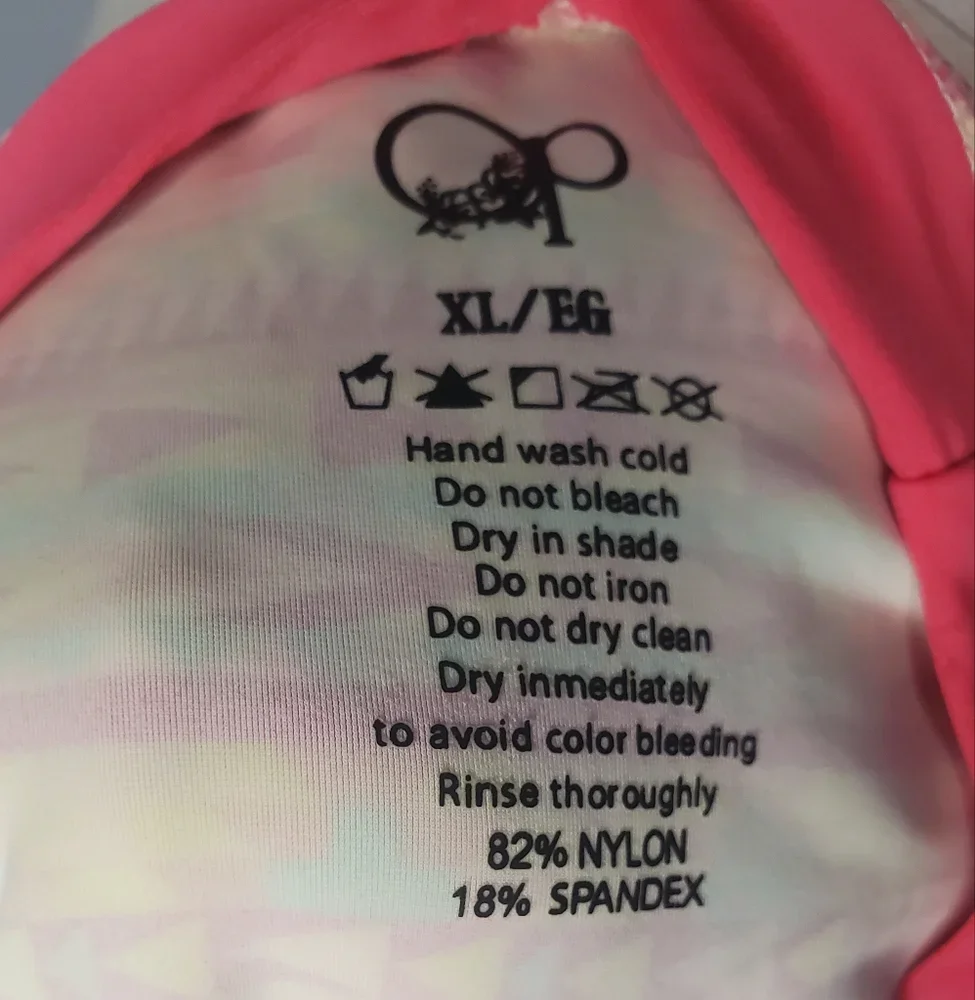 Op
XL/EG
Hand wash cold
Do not bleach
Dry in shade
Do not iron
Do not dry clean
Dry inmediately
to avoid color bleeding
Rinse thoroughly
82% NYLON
18% SPANDEX